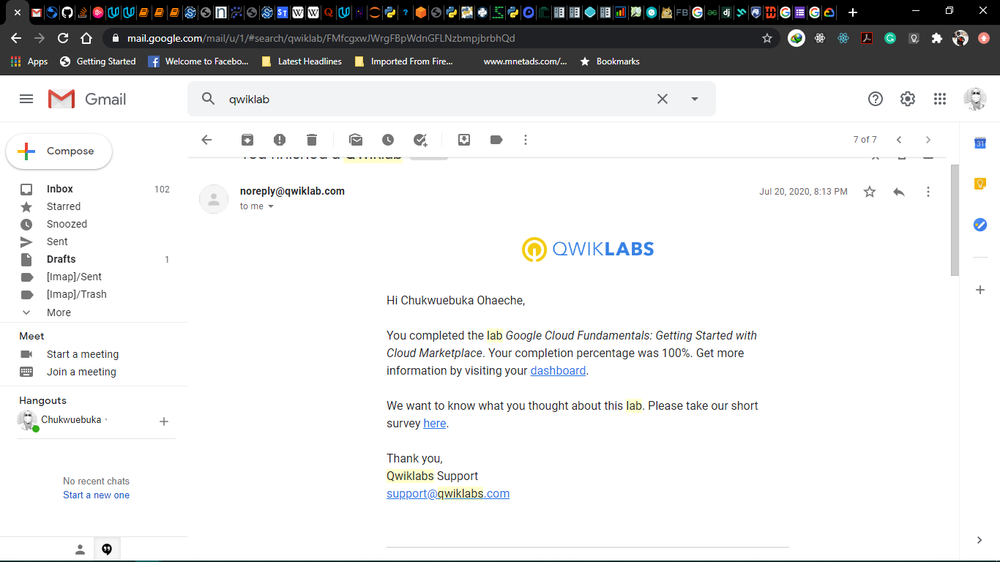 mail.google.com/mail/u/1/#search/qwiklab/FMfcgxwJWrgFBpWdnGFLNzbmpjbrbhQd
Apps Getting Started Welcome to Facebo... Latest Headlines Imported From Fire... www.mnetads.com/... Bookmarks
Gmail
qwiklab
Compose
7 of 7
You finished a Qwiklab
Inbox 102
Starred
Snoozed
Sent
Drafts 1
[Imap]/Sent
[Imap]/Trash
More
Meet
Start a meeting
Join a meeting
Hangouts
Chukwuebuka
No recent chats
Start a new one
noreply@qwiklab.com
Jul 20, 2020, 8:13 PM
to me
QWIKLABS
Hi Chukwuebuka Ohaeche,
You completed the lab Google Cloud Fundamentals: Getting Started with
Cloud Marketplace. Your completion percentage was 100%. Get more
information by visiting your dashboard.
We want to know what you thought about this lab. Please take our short
survey here.
Thank you,
Qwiklabs Support
support@qwiklabs.com
31